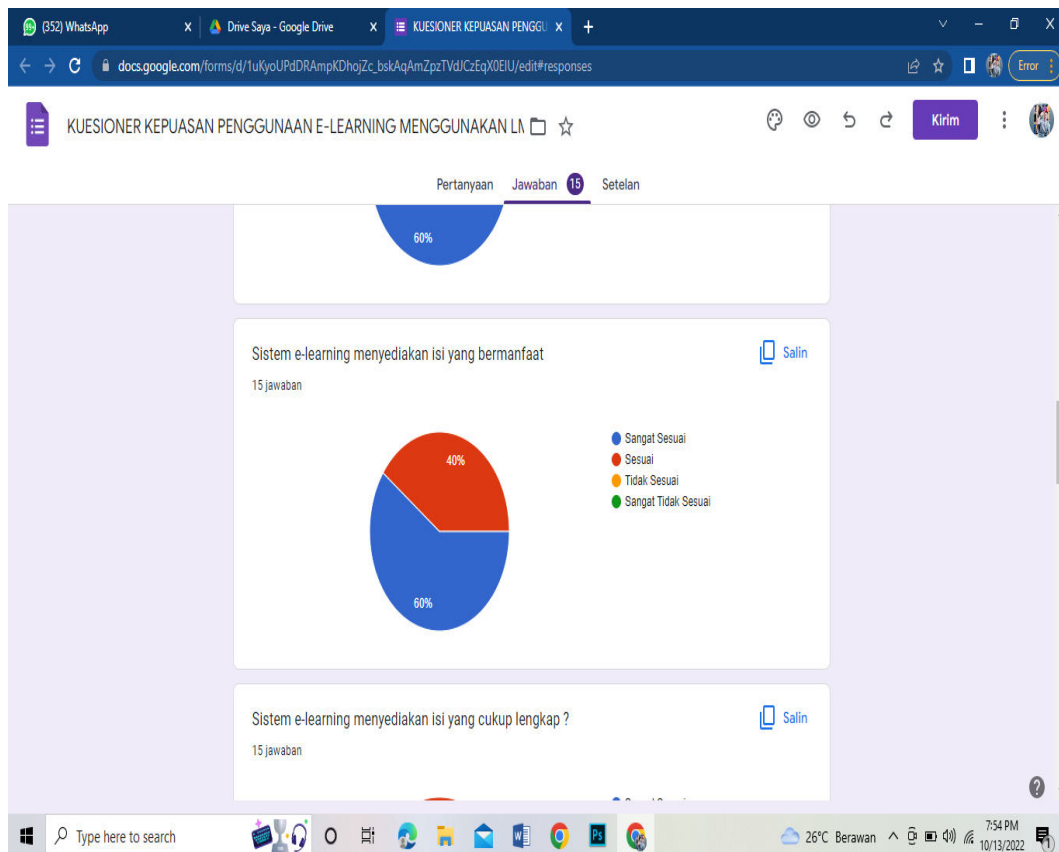 (352) WhatsApp
Drive Saya - Google Drive
KUESIONER KEPUASAN PENGGU
docs.google.com/forms/d/1uKyoUPdDRAmpKDhojZc_bskAqAmZpzTVdJCzEqX0EIU/edit#responses
Error
KUESIONER KEPUASAN PENGGUNAAN E-LEARNING MENGGUNAKAN LM
Kirim
Pertanyaan Jawaban 15 Setelan
60%
Sistem e-learning menyediakan isi yang bermanfaat
Salin
15 jawaban
40%
60%
Sangat Sesuai
Sesuai
Tidak Sesuai
Sangat Tidak Sesuai
Sistem e-learning menyediakan isi yang cukup lengkap ?
Salin
15 jawaban
Type here to search
26°C Berawan
7:54 PM
10/13/2022